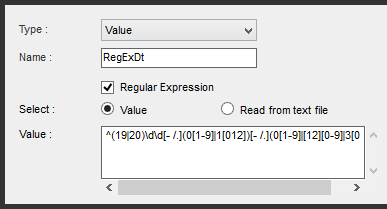 Type :
Value
Name :
RegExDt
Regular Expression
Select :
Value
Read from text file
Value :
^(19|20)\d\d[- /.](0[1-9]|1[012])[- /.](0[1-9]|[12][0-9]|3[0